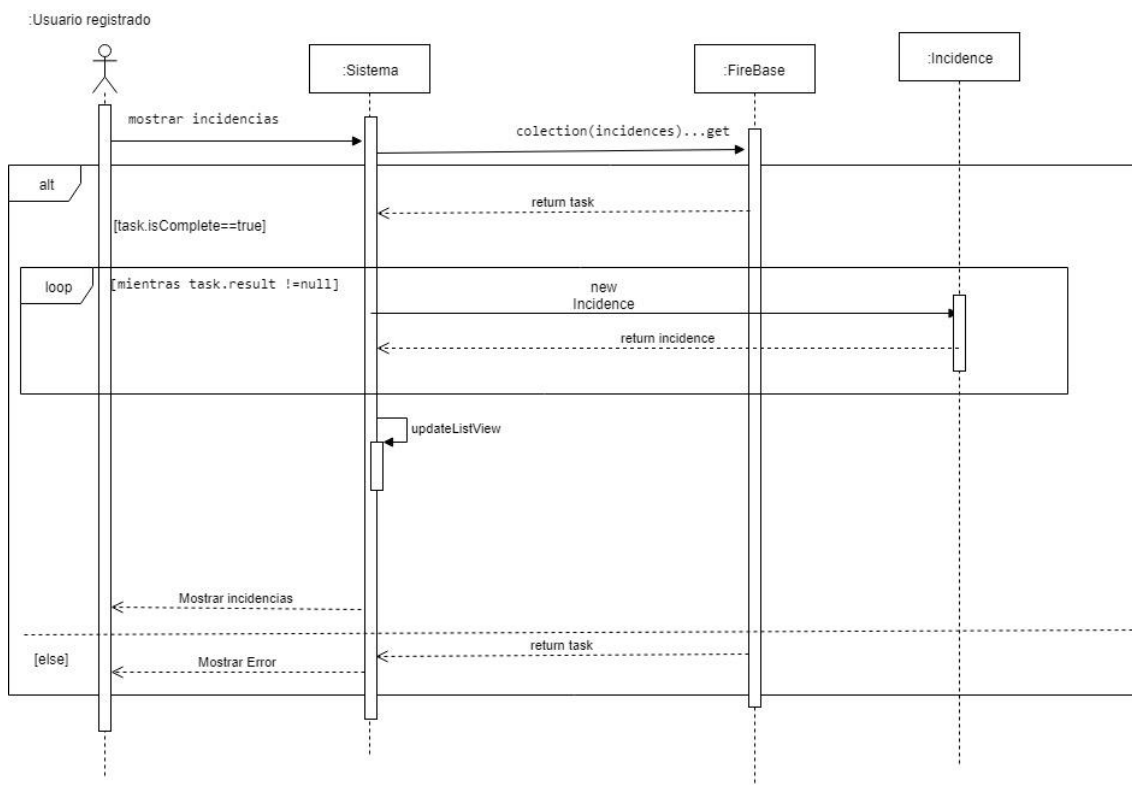 :Usuario registrado
:Sistema
:FireBase
:Incidence
mostrar incidencias
colection(incidences)...get
alt
return task
[task.isComplete==true]
loop
[mientras task.result !=null]
new
Incidence
return incidence
updateListView
Mostrar incidencias
[else]
return task
Mostrar Error